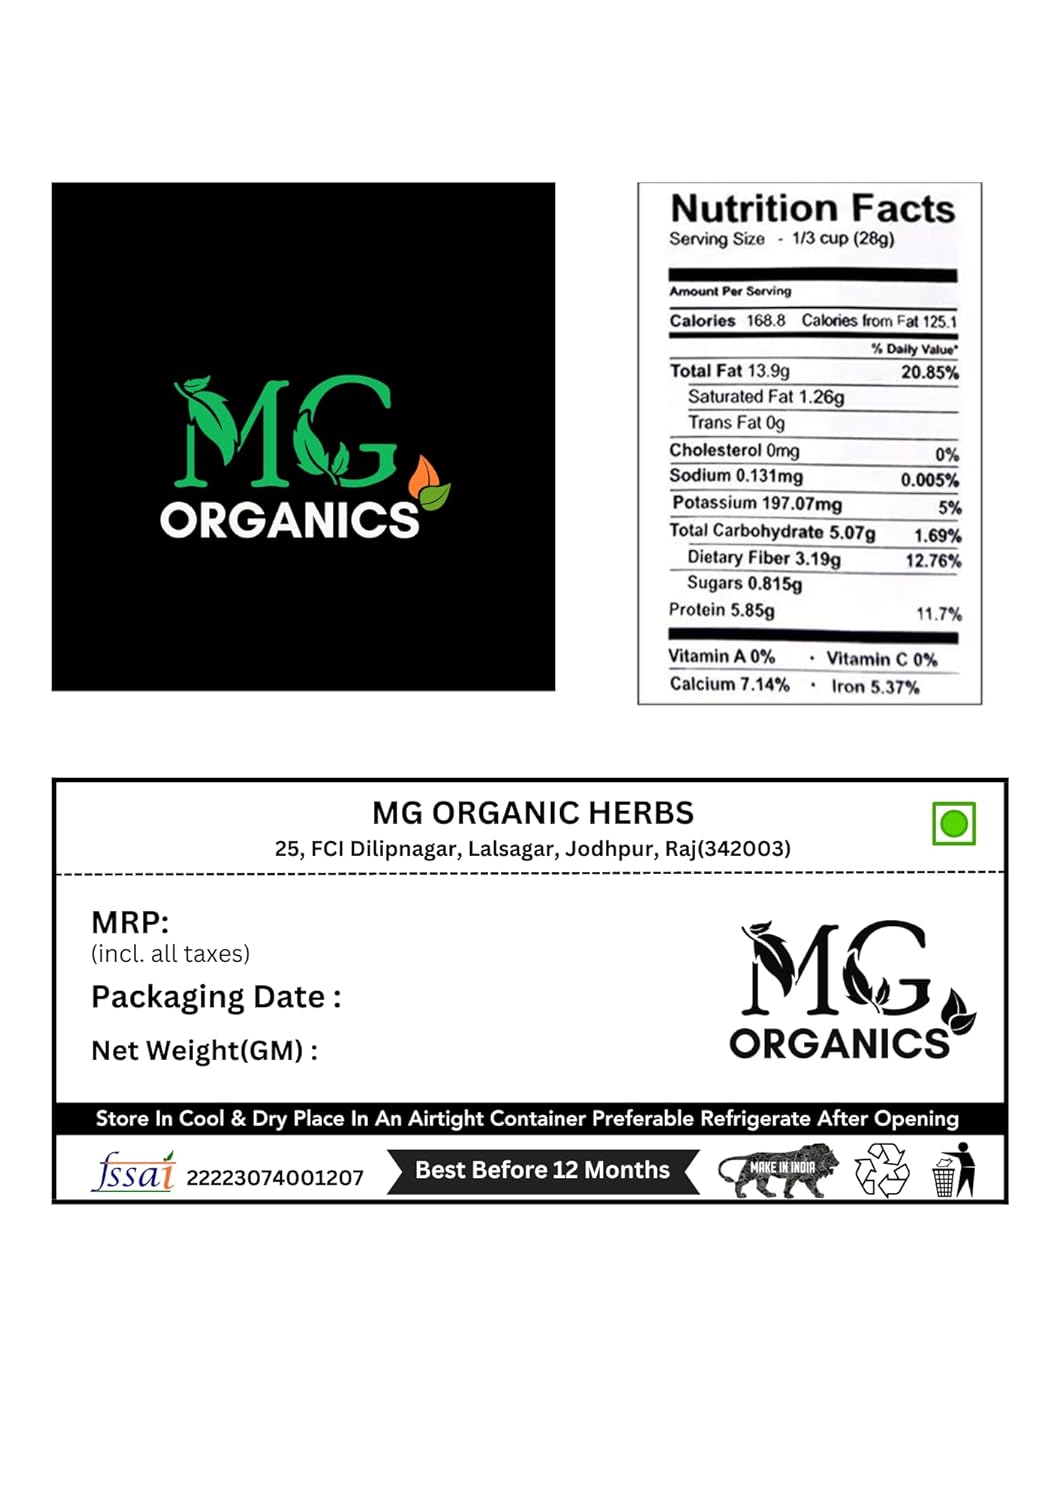 MG
ORGANICS
Nutrition Facts
Serving Size - 1/3 cup (28g)
Amount Per Serving
Calories 168.8 Calories from Fat 125.1
% Daily Value*
Total Fat 13.9g 20.85%
Saturated Fat 1.26g
Trans Fat 0g
Cholesterol 0mg 0%
Sodium 0.131mg 0.005%
Potassium 197.07mg 5%
Total Carbohydrate 5.07g 1.69%
Dietary Fiber 3.19g 12.76%
Sugars 0.815g
Protein 5.85g 11.7%
Vitamin A 0% · Vitamin C 0%
Calcium 7.14% · Iron 5.37%
MG ORGANIC HERBS
25, FCI Dilipnagar, Lalsagar, Jodhpur, Raj(342003)
MRP:
(incl. all taxes)
Packaging Date :
Net Weight(GM) :
MG
ORGANICS
Store In Cool & Dry Place In An Airtight Container Preferable Refrigerate After Opening
fssai 22223074001207
Best Before 12 Months
MAKE IN INDIA